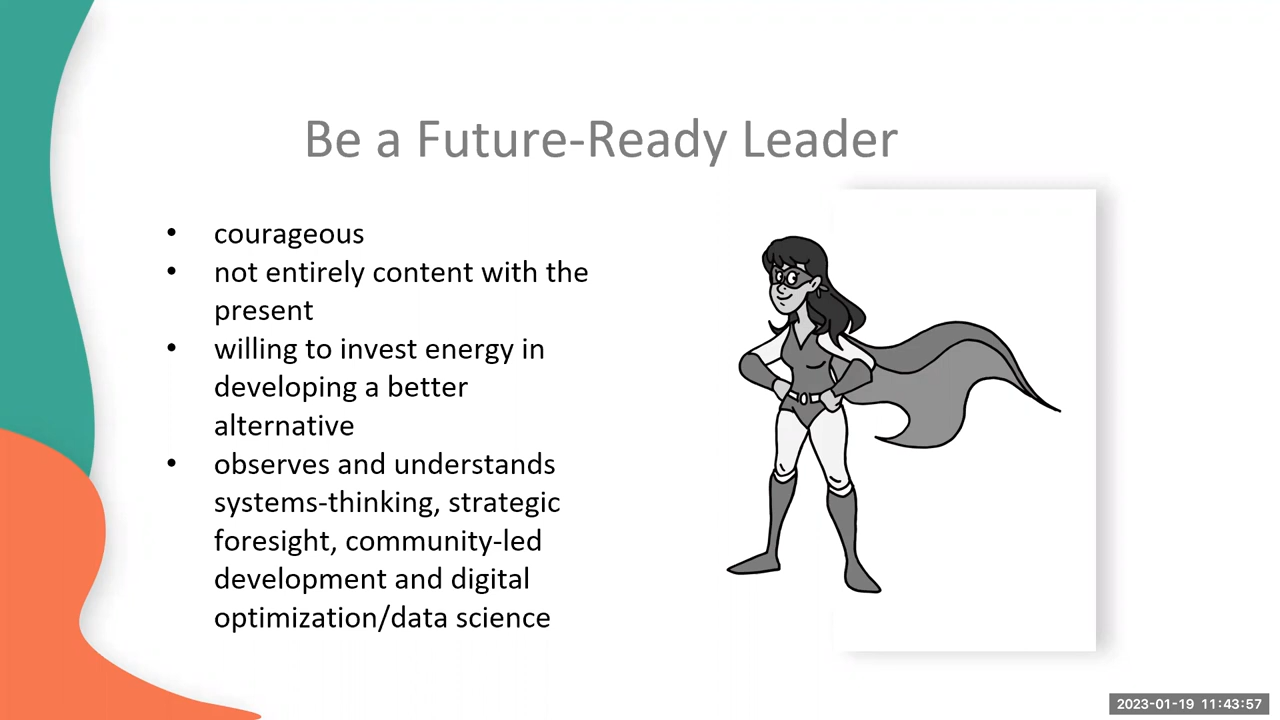 Be a Future-Ready Leader
• courageous
• not entirely content with the
present
• willing to invest energy in
developing a better
alternative
• observes and understands
systems-thinking, strategic
foresight, community-led
development and digital
optimization/data science
2023-01-19 11:43:57